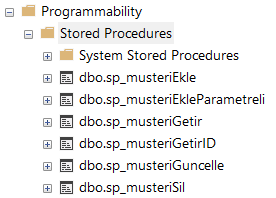 Programmability
Stored Procedures
System Stored Procedures
dbo.sp_musteriEkle
dbo.sp_musteriEkleParametreli
dbo.sp_musteriGetir
dbo.sp_musteriGetirID
dbo.sp_musteriGuncelle
dbo.sp_musteriSil